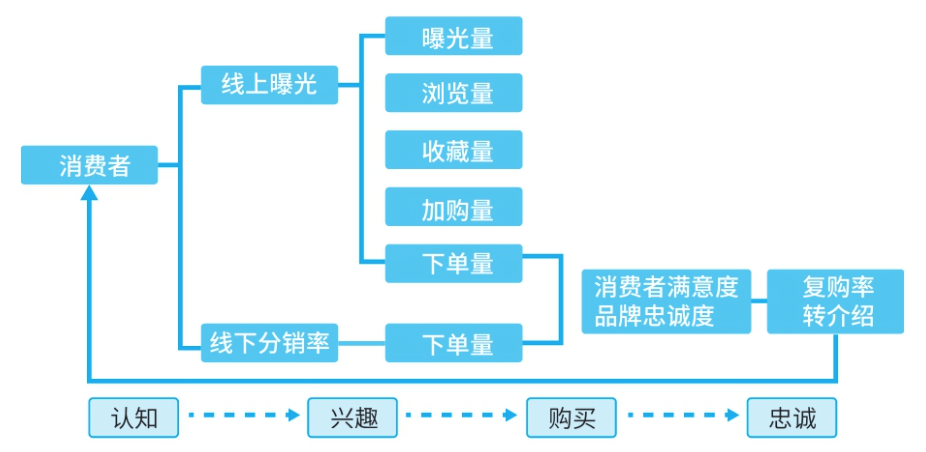 消费者
线上曝光
曝光量
浏览量
收藏量
加购量
下单量
线下分销率
下单量
消费者满意度
品牌忠诚度
复购率
转介绍
认知
兴趣
购买
忠诚